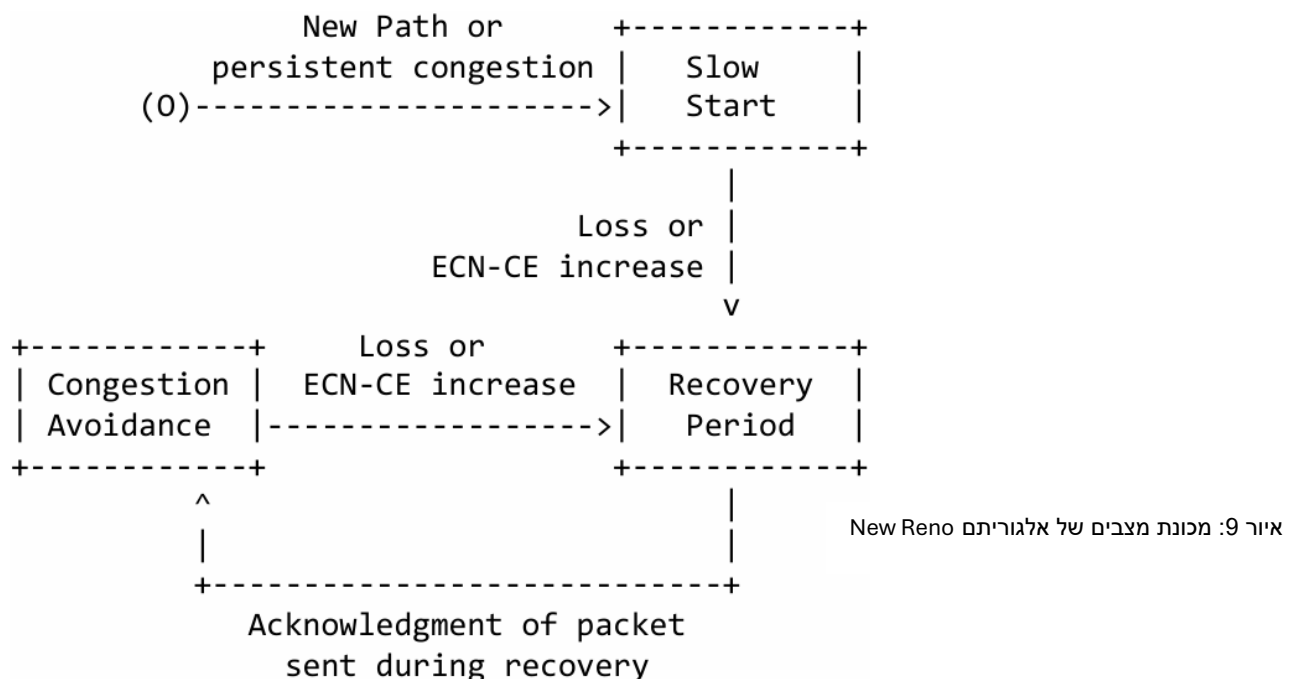 New Path or      +------------+
persistent congestion |   Slow     |
(O)---------------------->|   Start    |
+------------+
|
Loss or |
ECN-CE increase |
v
+------------+     Loss or       +------------+
| Congestion |  ECN-CE increase  |  Recovery  |
| Avoidance  |------------------>|   Period   |
+------------+                   +------------+
^                             |
|                             |
+-----------------------------+
Acknowledgment of packet
sent during recovery
איור 9: מכונת מצבים של אלגוריתם New Reno